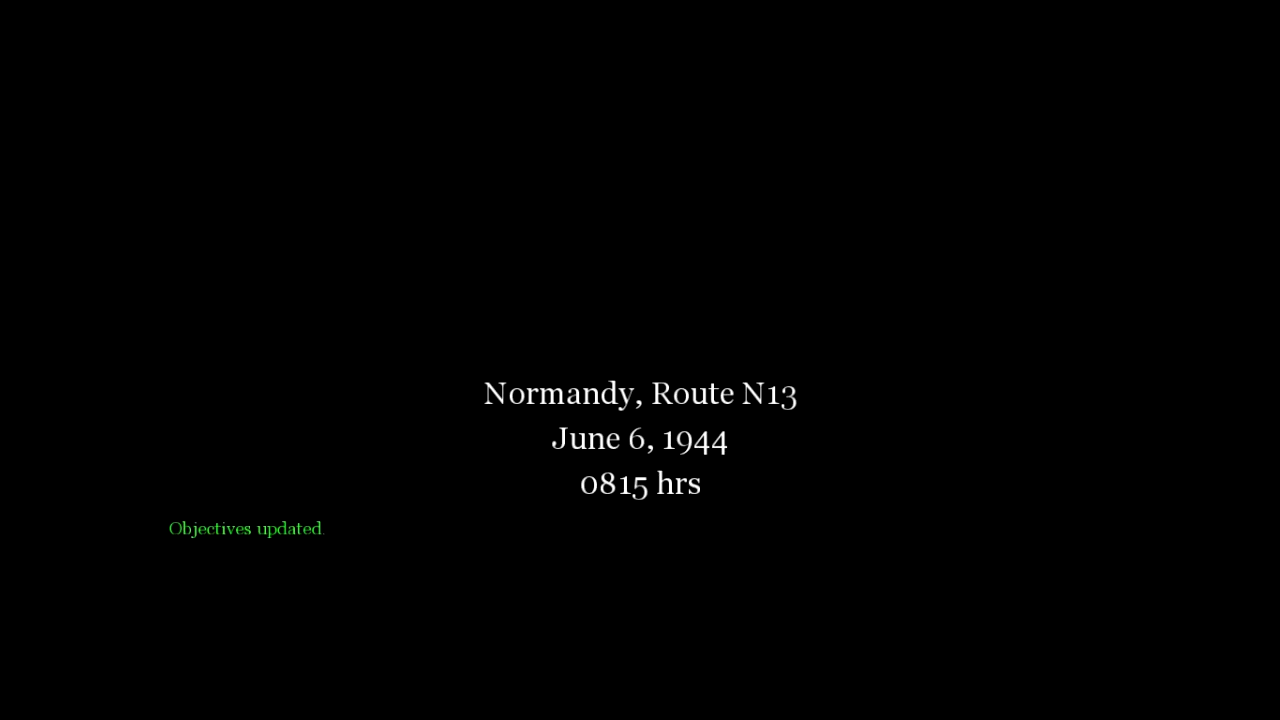 Normandy, Route N13
June 6, 1944
0815 hrs
Objectives updated.